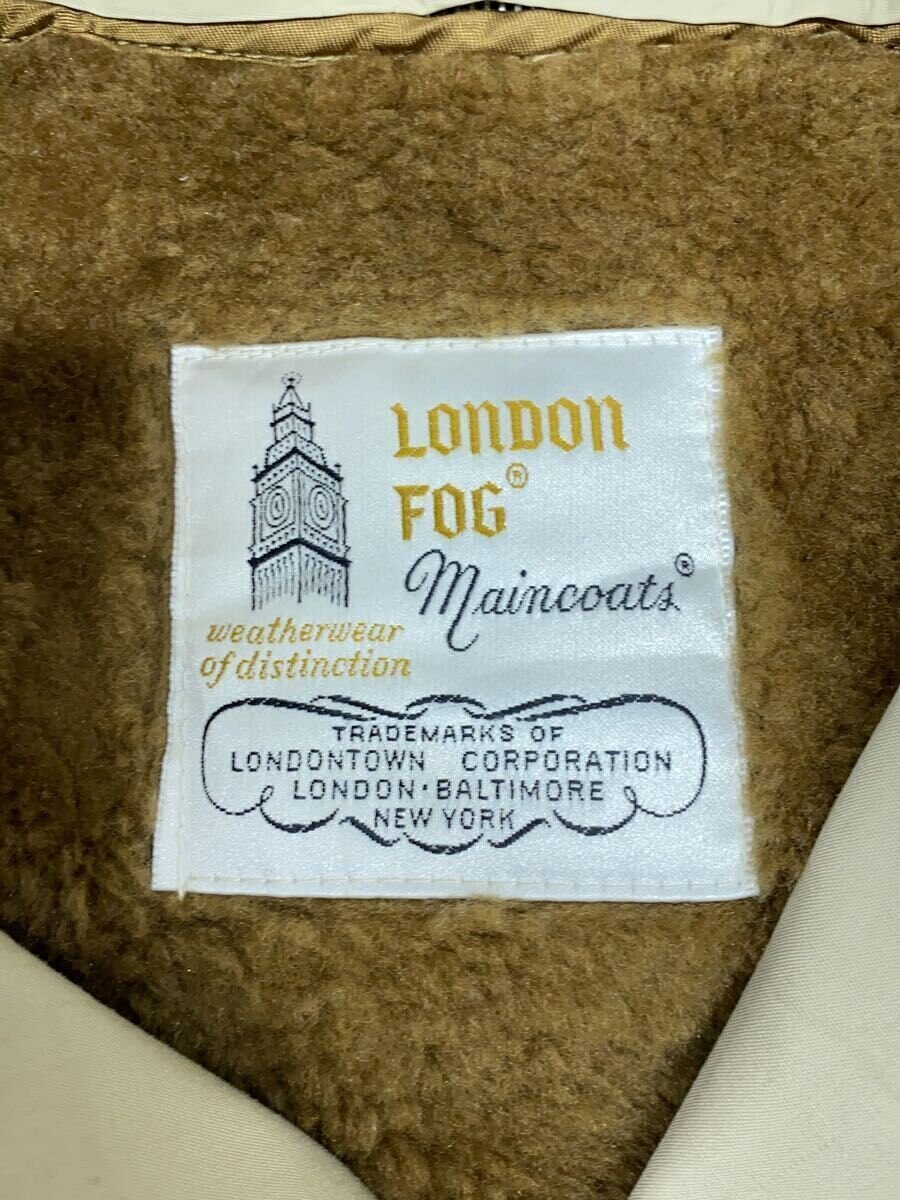 LONDON
FOG®
Maincoats®
weatherwear
of distinction
TRADEMARKS OF
LONDONTOWN CORPORATION
LONDON·BALTIMORE
NEW YORK